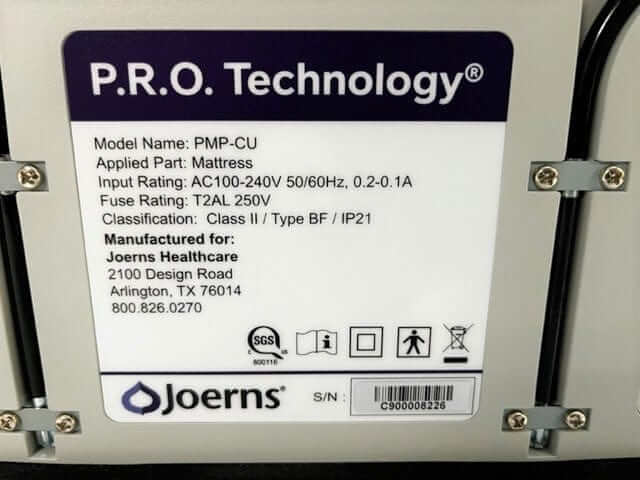 P.R.O. Technology®
Model Name: PMP-CU
Applied Part: Mattress
Input Rating: AC100-240V 50/60Hz, 0.2-0.1A
Fuse Rating: T2AL 250V
Classification: Class II / Type BF / IP21
Manufactured for:
Joerns Healthcare
2100 Design Road
Arlington, TX 76014
800.826.0270
SGS
C US
600116
i
Joerns®
S/N :
C900008226